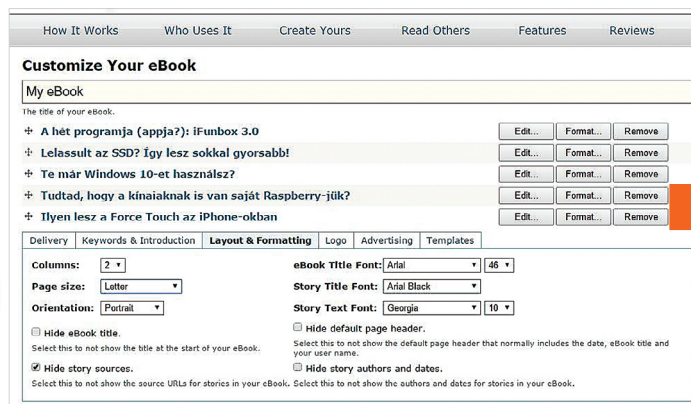 How It Works Who Uses It Create Yours Read Others Features Reviews
Customize Your eBook
My eBook
The title of your eBook.
A hét programja (appja?): iFunbox 3.0 Edit... Format... Remove
Lelassult az SSD? Így lesz sokkal gyorsabb! Edit... Format... Remove
Te már Windows 10-et használsz? Edit... Format... Remove
Tudtad, hogy a kínaiaknak is van saját Raspberry-jük? Edit... Format... Remove
Ilyen lesz a Force Touch az iPhone-okban Edit... Format... Remove
Delivery Keywords & Introduction Layout & Formatting Logo Advertising Templates
Columns: 2 eBook Title Font: Arial 46
Page size: Letter Story Title Font: Arial Black
Orientation: Portrait Story Text Font: Georgia 10
Hide eBook title. Hide default page header.
Select this to not show the title at the start of your eBook. Select this to not show the default page header that normally includes the date, eBook title and
your user name.
Hide story sources. Hide story authors and dates.
Select this to not show the source URLs for stories in your eBook. Select this to not show the authors and dates for stories in your eBook.